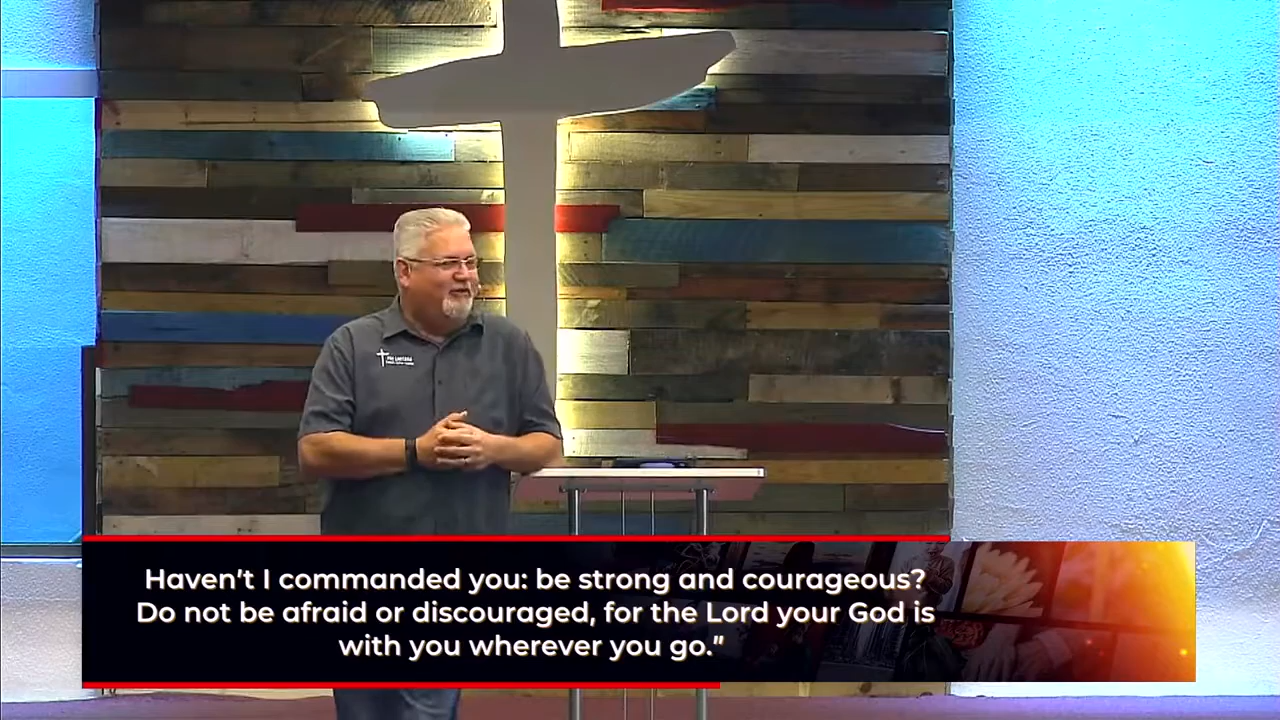 Haven't I commanded you: be strong and courageous?
Do not be afraid or discouraged, for the Lord your God is
with you wherever you go.”